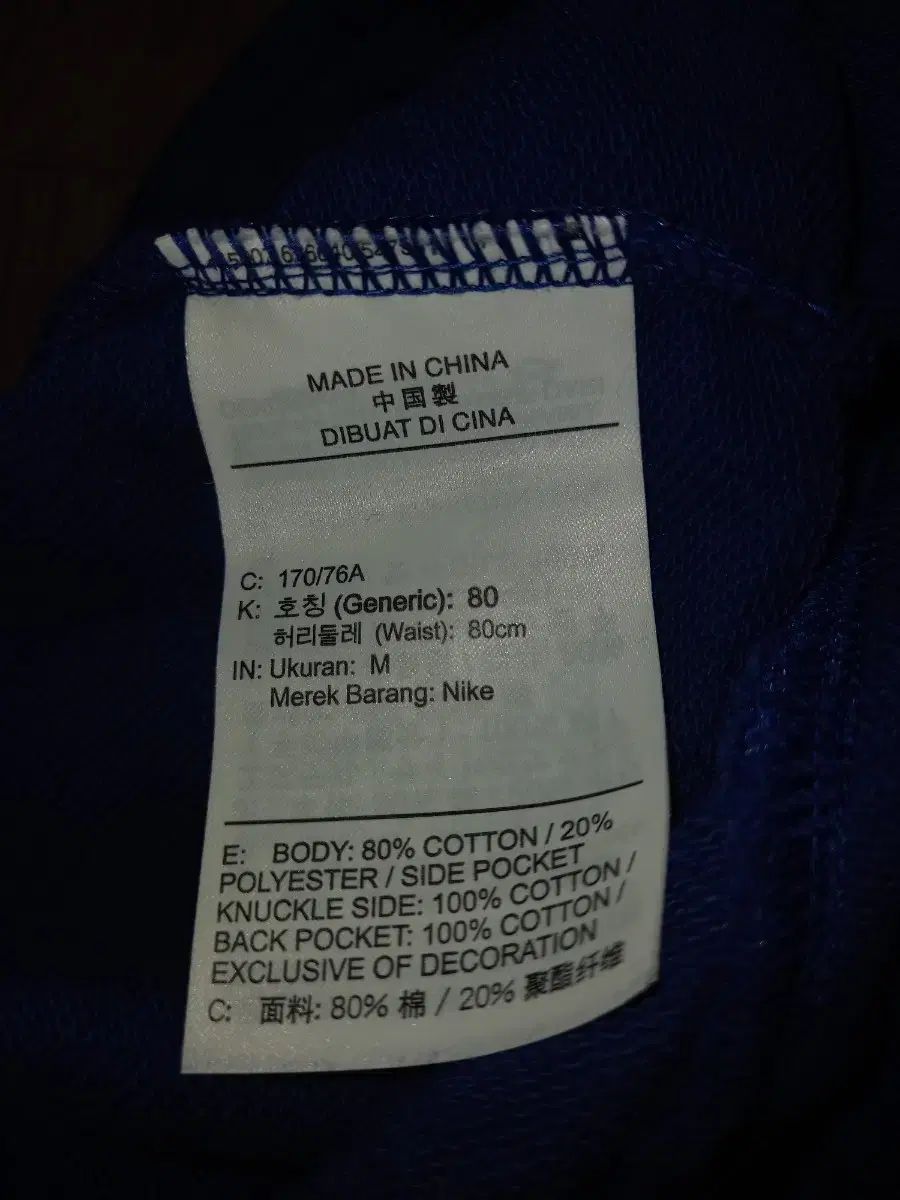 MADE IN CHINA
中国製
DIBUAT DI CINA
C: 170/76A
K: 호칭 (Generic): 80
허리둘레 (Waist): 80cm
IN: Ukuran: M
Merek Barang: Nike
E: BODY: 80% COTTON / 20%
POLYESTER / SIDE POCKET
KNUCKLE SIDE: 100% COTTON /
BACK POCKET: 100% COTTON /
EXCLUSIVE OF DECORATION
C: 面料: 80% 棉 / 20% 聚酯纤维